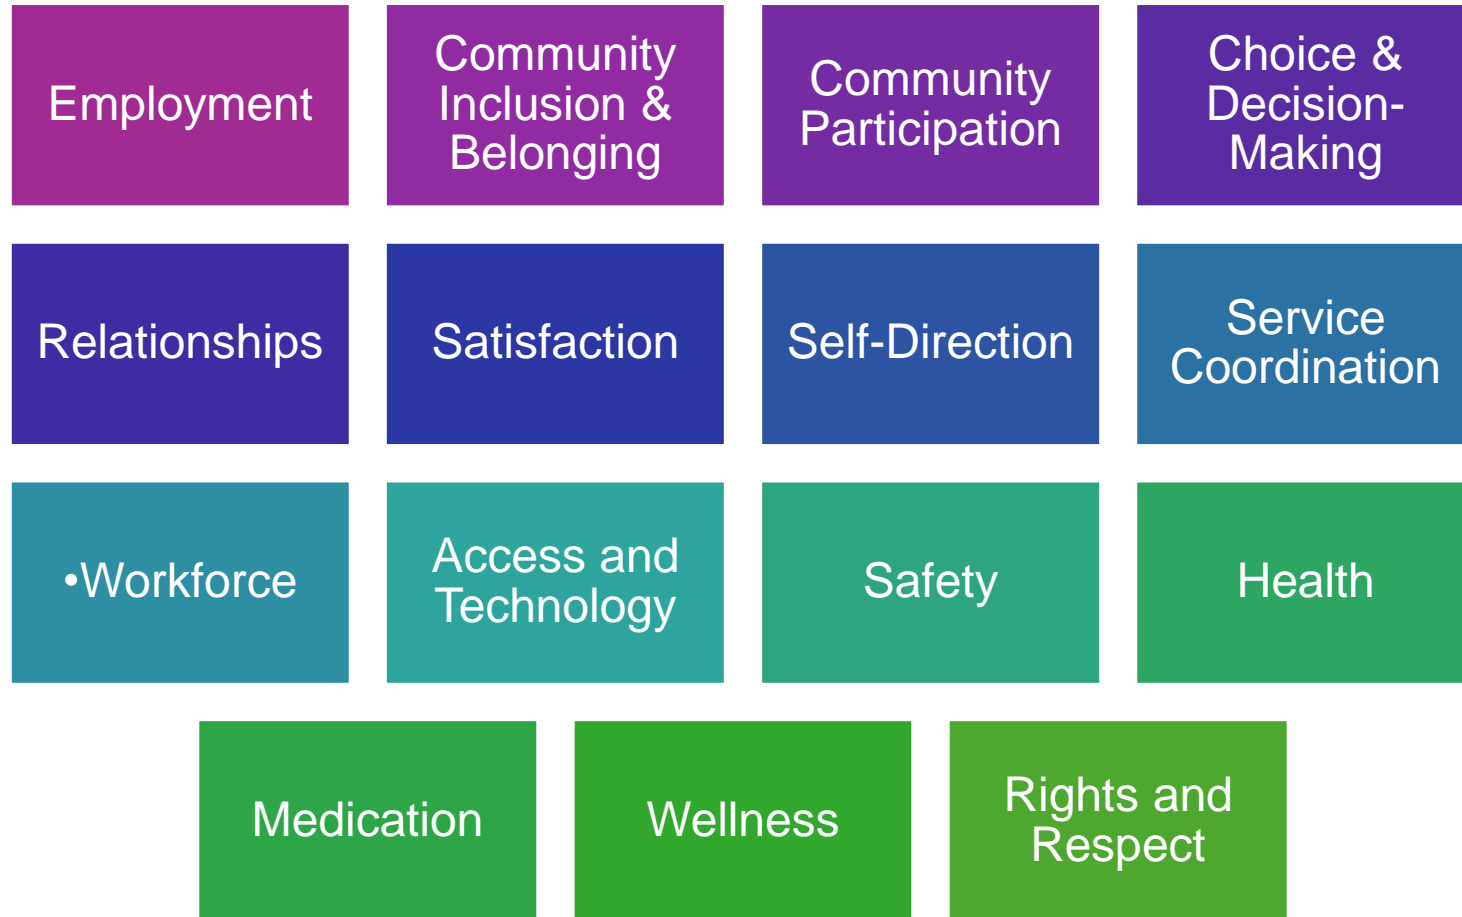 Employment
Community
Inclusion &
Belonging
Community
Participation
Choice &
Decision-
Making
Relationships
Satisfaction
Self-Direction
Service
Coordination
•Workforce
Access and
Technology
Safety
Health
Medication
Wellness
Rights and
Respect